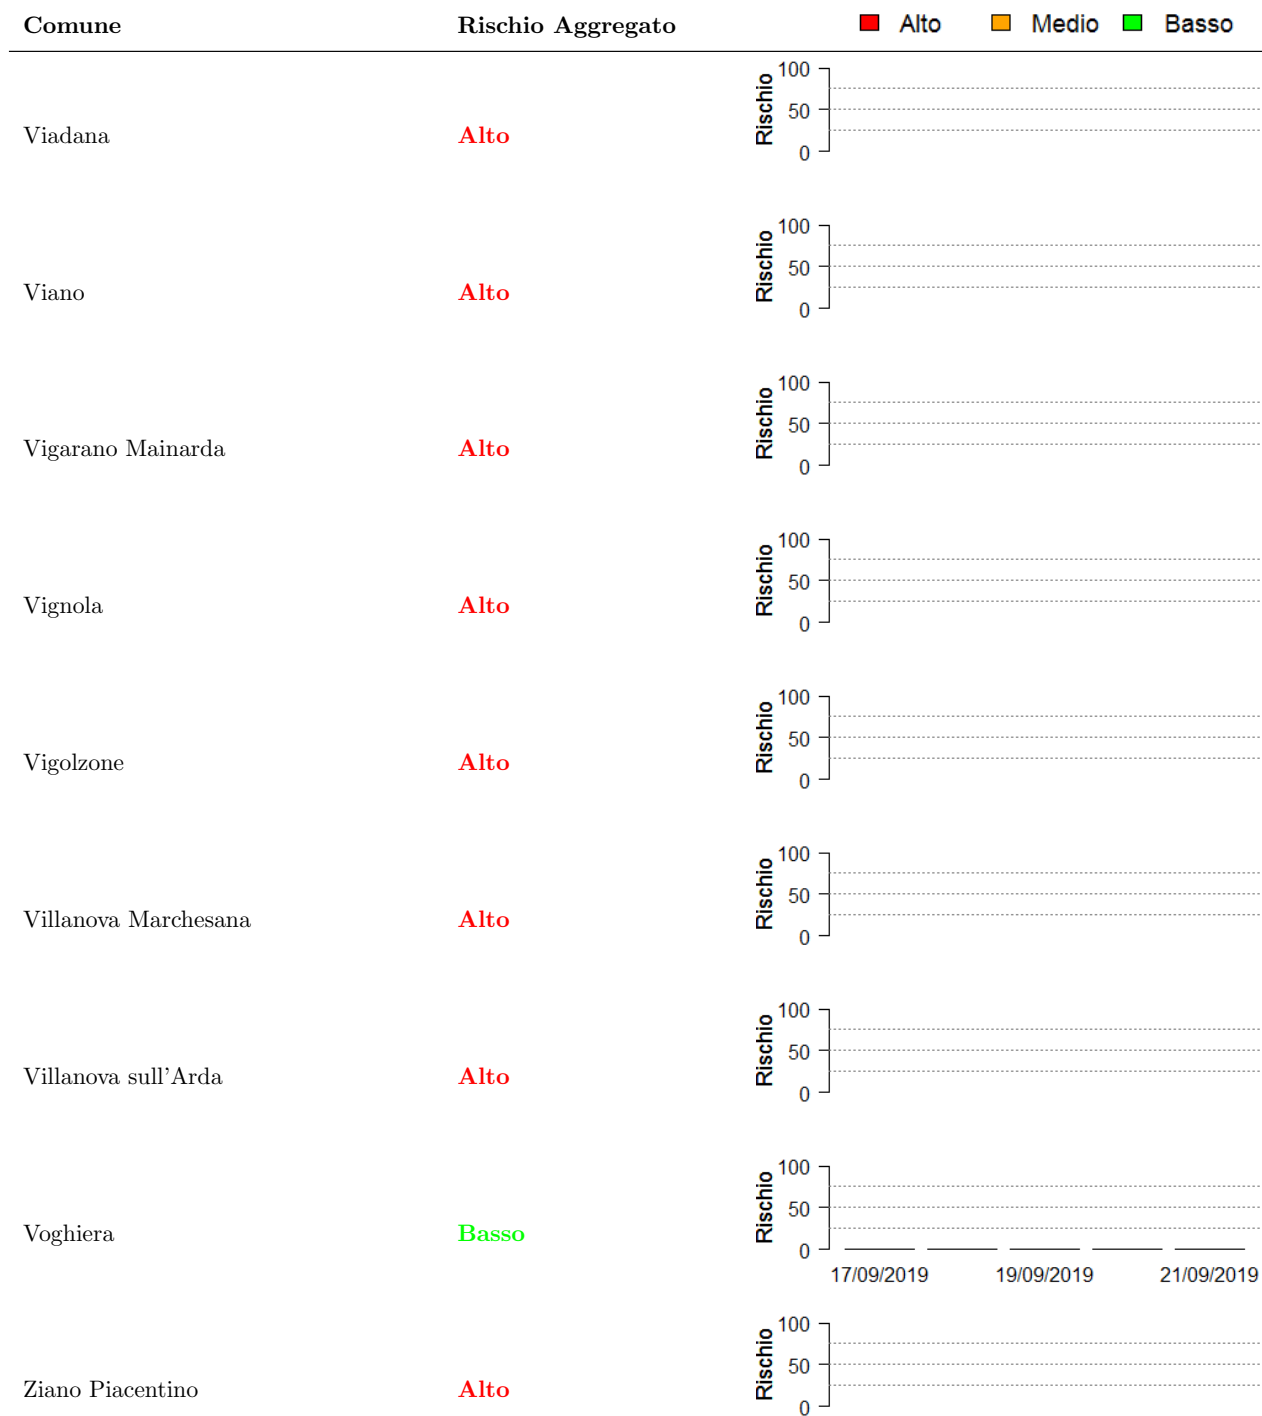 Comune Rischio Aggregato Alto Medio Basso
Viadana Alto Rischio 100 50 0
Viano Alto Rischio 100 50 0
Vigarano Mainarda Alto Rischio 100 50 0
Vignola Alto Rischio 100 50 0
Vigolzone Alto Rischio 100 50 0
Villanova Marchesana Alto Rischio 100 50 0
Villanova sull'Arda Alto Rischio 100 50 0
Voghiera Basso Rischio 100 50 0
17/09/2019 19/09/2019 21/09/2019
Ziano Piacentino Alto Rischio 100 50 0